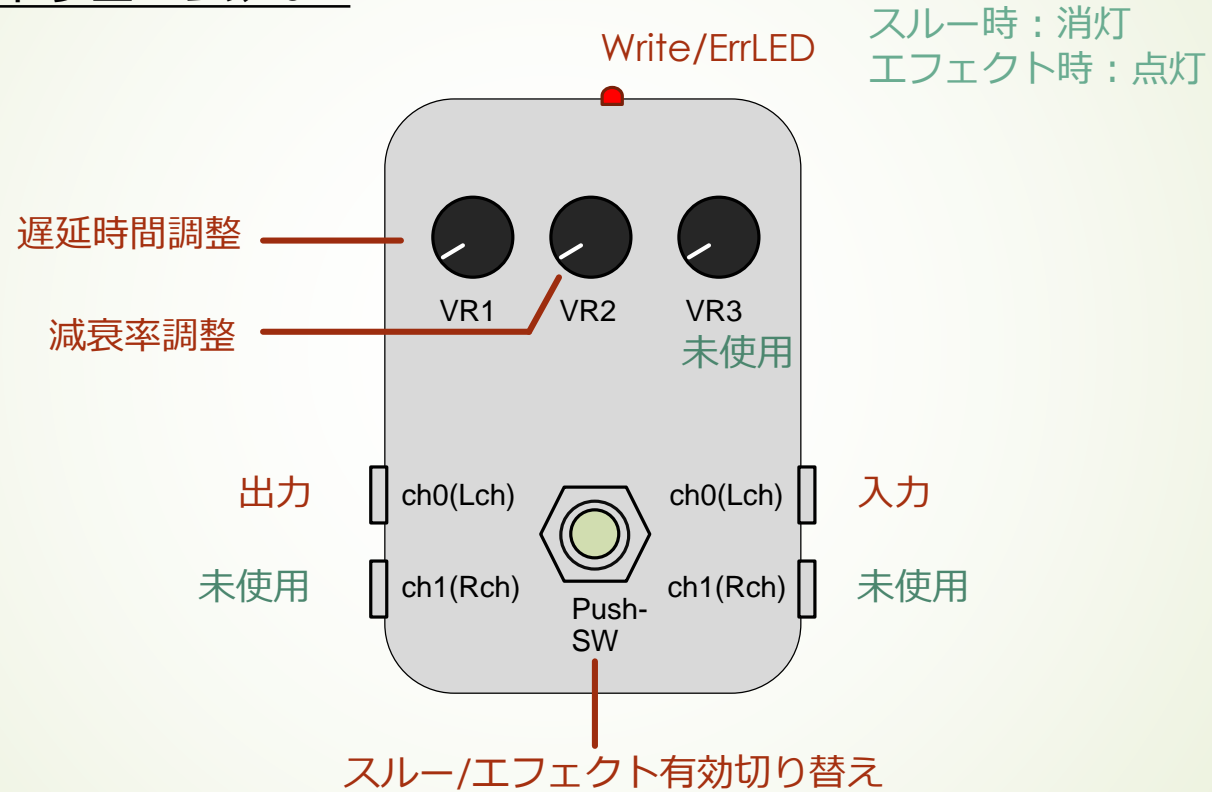 Write/ErrLED
スルー時：消灯
エフェクト時：点灯
遅延時間調整
減衰率調整
VR1
VR2
VR3
未使用
出力
ch0(Lch)
ch0(Lch)
入力
未使用
ch1(Rch)
ch1(Rch)
未使用
Push-
SW
スルー/エフェクト有効切り替え